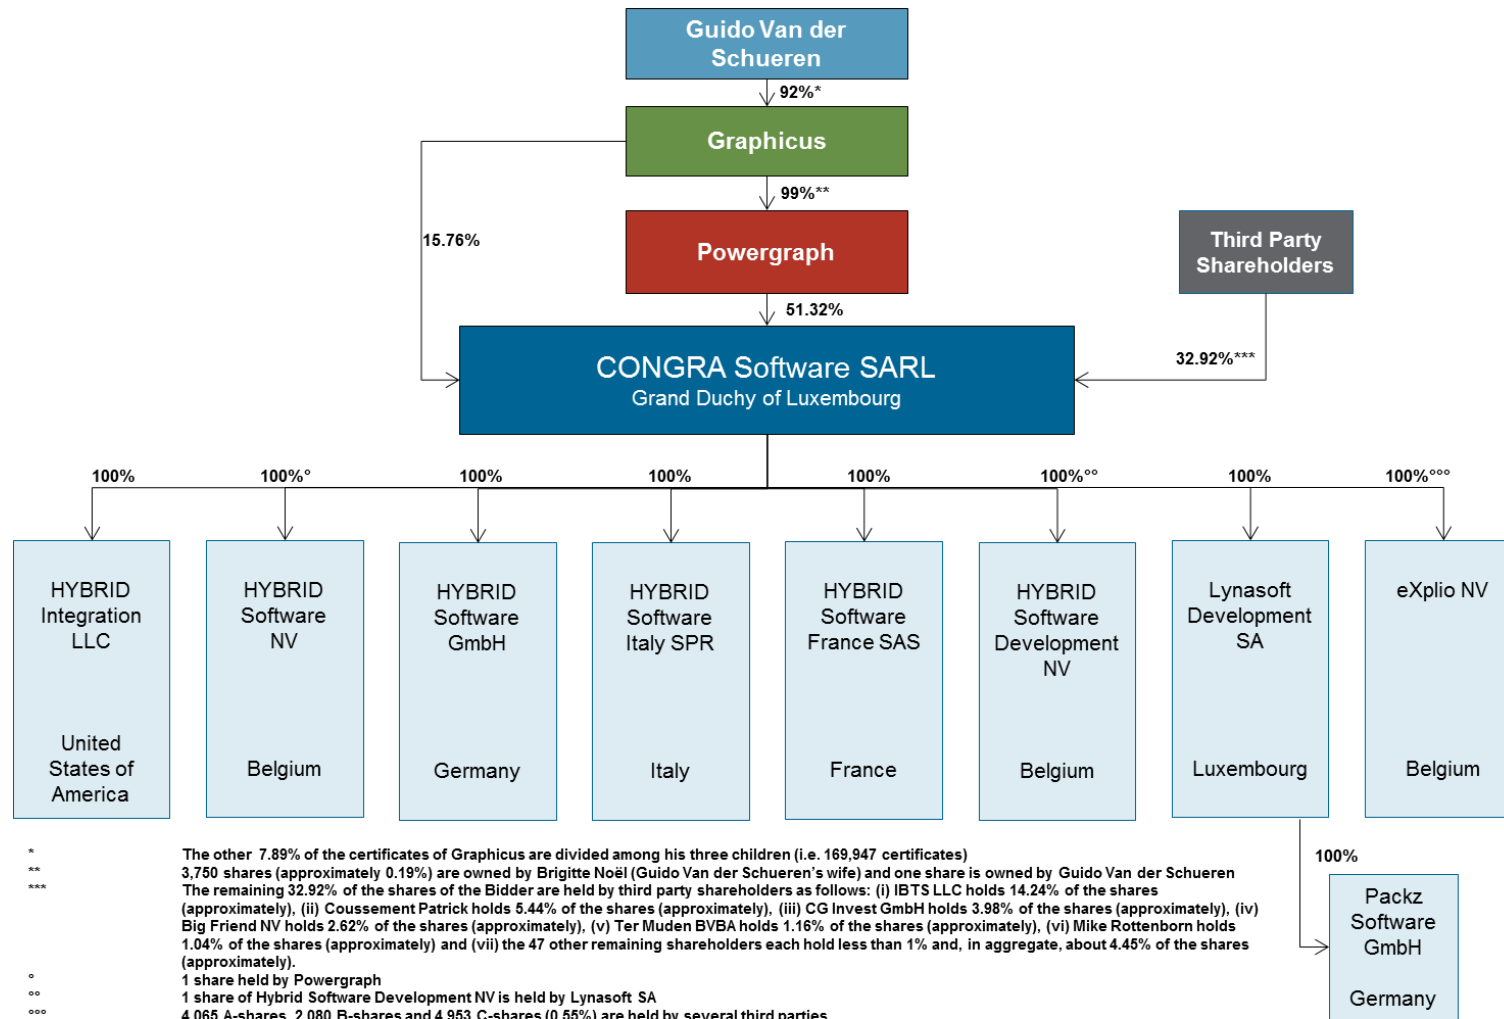 Guido Van der
Schueren
92%*
Graphicus
99%**
15.76%
Powergraph
Third Party
Shareholders
51.32%
CONGRA Software SARL
Grand Duchy of Luxembourg
32.92%***
100%
100%°
100%
100%
100%
100%°°
100%
100%°°°
HYBRID
Integration
LLC
United
States of
America
HYBRID
Software
NV
Belgium
HYBRID
Software
GmbH
Germany
HYBRID
Software
Italy SPR
Italy
HYBRID
Software
France SAS
France
HYBRID
Software
Development
NV
Belgium
Lynasoft
Development
SA
Luxembourg
eXplio NV
Belgium
100%
Packz
Software
GmbH
Germany
* The other 7.89% of the certificates of Graphicus are divided among his three children (i.e. 169,947 certificates)
** 3,750 shares (approximately 0.19%) are owned by Brigitte Noël (Guido Van der Schueren's wife) and one share is owned by Guido Van der Schueren
*** The remaining 32.92% of the shares of the Bidder are held by third party shareholders as follows: (i) IBTS LLC holds 14.24% of the shares
(approximately), (ii) Coussement Patrick holds 5.44% of the shares (approximately), (iii) CG Invest GmbH holds 3.98% of the shares (approximately), (iv)
Big Friend NV holds 2.62% of the shares (approximately), (v) Ter Muden BVBA holds 1.16% of the shares (approximately), (vi) Mike Rottenborn holds
1.04% of the shares (approximately) and (vii) the 47 other remaining shareholders each hold less than 1% and, in aggregate, about 4.45% of the shares
(approximately).
° 1 share held by Powergraph
°° 1 share of Hybrid Software Development NV is held by Lynasoft SA
°°° 4,065 A-shares, 2,080 B-shares and 4,953 C-shares (0.55%) are held by several third parties